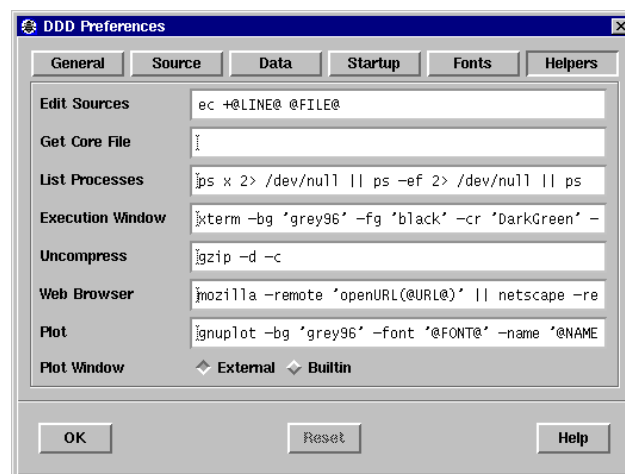 DDD Preferences
General Source Data Startup Fonts Helpers
Edit Sources ec +@LINE@ @FILE@
Get Core File
List Processes ps x 2> /dev/null || ps -ef 2> /dev/null || ps
Execution Window xterm -bg 'grey96' -fg 'black' -cr 'DarkGreen' -
Uncompress gzip -d -c
Web Browser mozilla -remote 'openURL(@URL@)' || netscape -re
Plot gnuplot -bg 'grey96' -font '@FONT@' -name '@NAME
Plot Window External Builtin
OK Reset Help